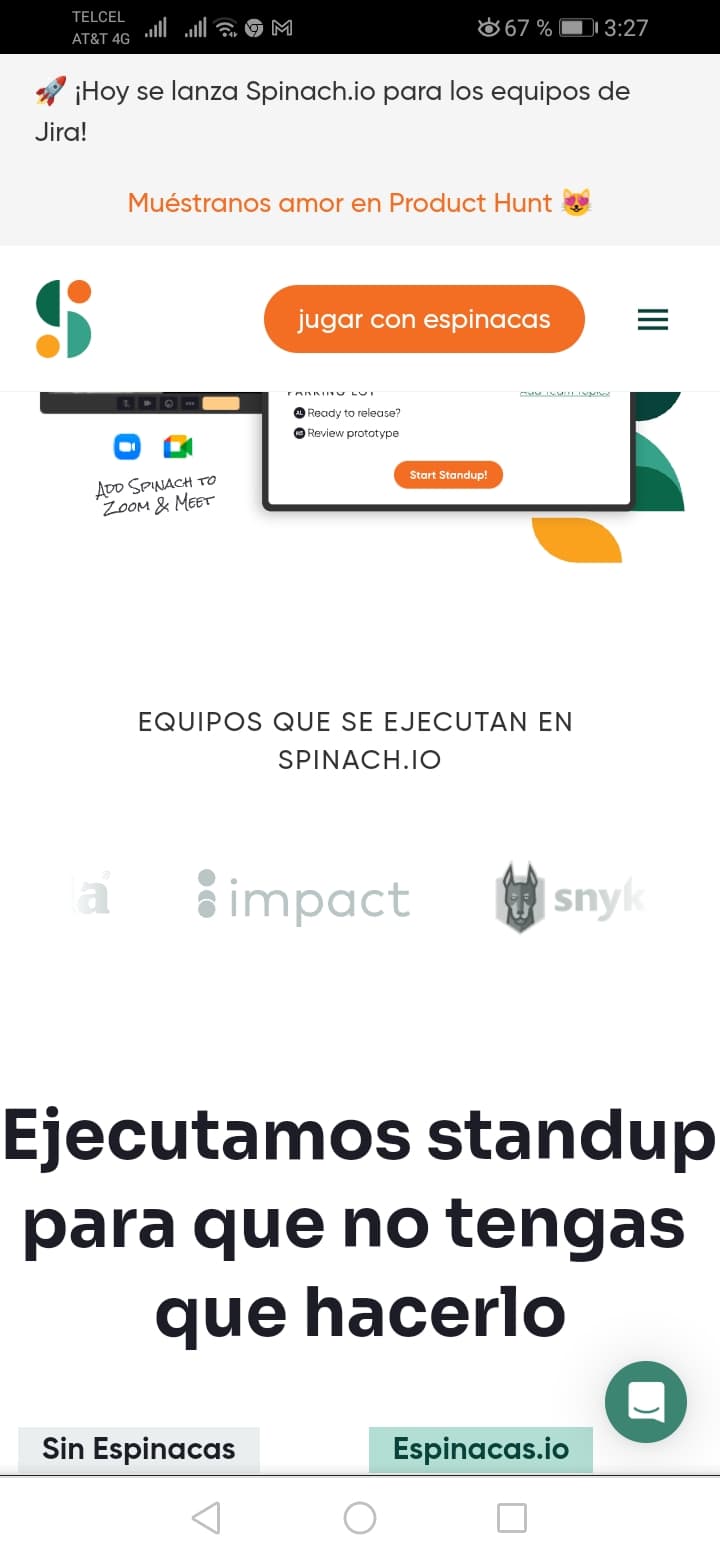 TELCEL
AT&T 4G
67 %
3:27
🚀 ¡Hoy se lanza Spinach.io para los equipos de
Jira!
Muéstranos amor en Product Hunt 😻
jugar con espinacas
Ready to release?
Review prototype
Start Standup!
ADD SPINACH TO
ZOOM & MEET
EQUIPOS QUE SE EJECUTAN EN
SPINACH.IO
impact
snyk
Ejecutamos standup
para que no tengas
que hacerlo
Sin Espinacas
Espinacas.io